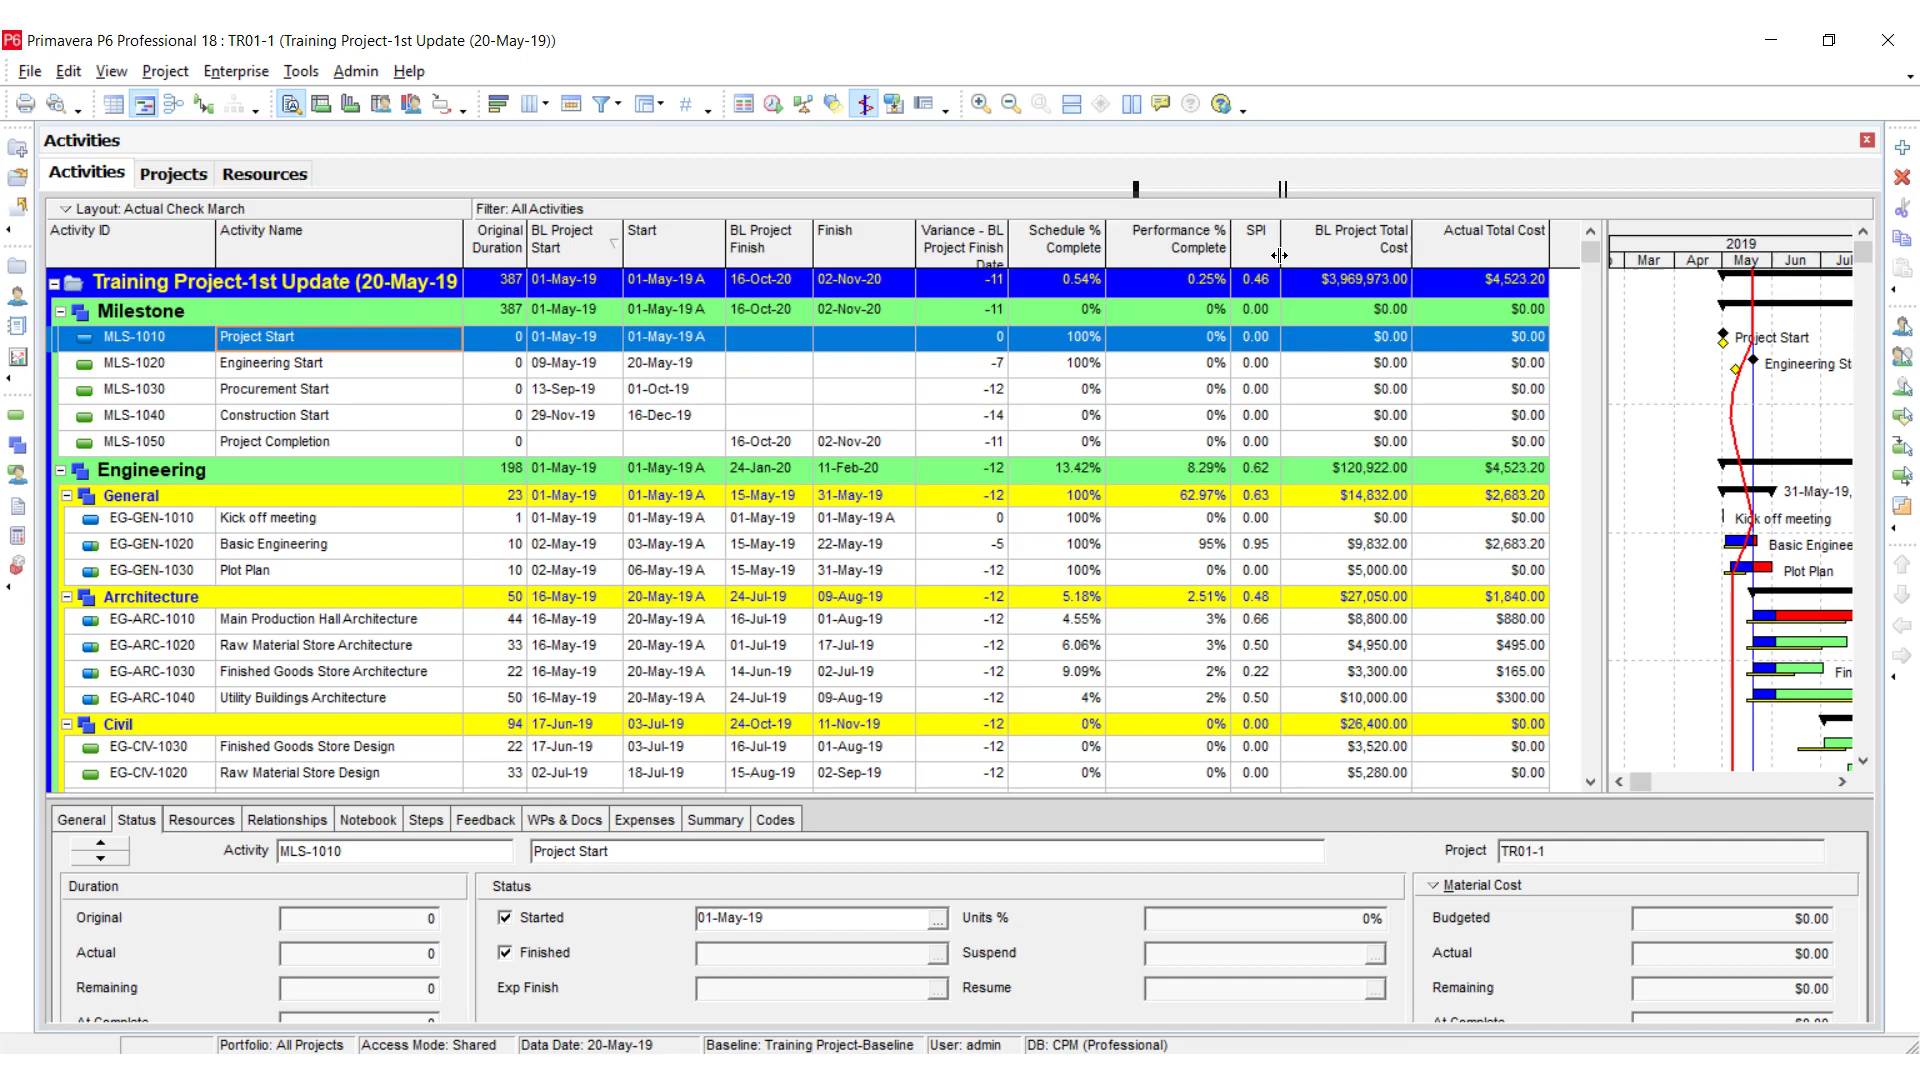 P6 Primavera P6 Professional 18 : TR01-1 (Training Project-1st Update (20-May-19))
File Edit View Project Enterprise Tools Admin Help
Activities
Activities Projects Resources
Layout: Actual Check March Filter: All Activities
Activity ID Activity Name Original Duration BL Project Start Start BL Project Finish Finish Variance - BL Project Finish Date Schedule % Complete Performance % Complete SPI BL Project Total Cost Actual Total Cost
2019
Mar Apr May Jun Jul
Training Project-1st Update (20-May-19 387 01-May-19 01-May-19 A 16-Oct-20 02-Nov-20 -11 0.54% 0.25% 0.46 $3,969,973.00 $4,523.20
Milestone 387 01-May-19 01-May-19 A 16-Oct-20 02-Nov-20 -11 0% 0% 0.00 $0.00 $0.00
MLS-1010 Project Start 0 01-May-19 01-May-19 A 0 100% 0% 0.00 $0.00 $0.00 Project Start
MLS-1020 Engineering Start 0 09-May-19 20-May-19 -7 100% 0% 0.00 $0.00 $0.00 Engineering St
MLS-1030 Procurement Start 0 13-Sep-19 01-Oct-19 -12 0% 0% 0.00 $0.00 $0.00
MLS-1040 Construction Start 0 29-Nov-19 16-Dec-19 -14 0% 0% 0.00 $0.00 $0.00
MLS-1050 Project Completion 0 16-Oct-20 02-Nov-20 -11 0% 0% 0.00 $0.00 $0.00
Engineering 198 01-May-19 01-May-19 A 24-Jan-20 11-Feb-20 -12 13.42% 8.29% 0.62 $120,922.00 $4,523.20
General 23 01-May-19 01-May-19 A 15-May-19 31-May-19 -12 100% 62.97% 0.63 $14,832.00 $2,683.20 31-May-19,
EG-GEN-1010 Kick off meeting 1 01-May-19 01-May-19 A 01-May-19 01-May-19 A 0 100% 0% 0.00 $0.00 $0.00 Kick off meeting
EG-GEN-1020 Basic Engineering 10 02-May-19 03-May-19 A 15-May-19 22-May-19 -5 100% 95% 0.95 $9,832.00 $2,683.20 Basic Enginee
EG-GEN-1030 Plot Plan 10 02-May-19 06-May-19 A 15-May-19 31-May-19 -12 100% 0% 0.00 $5,000.00 $0.00 Plot Plan
Arrchitecture 50 16-May-19 20-May-19 A 24-Jul-19 09-Aug-19 -12 5.18% 2.51% 0.48 $27,050.00 $1,840.00
EG-ARC-1010 Main Production Hall Architecture 44 16-May-19 20-May-19 A 16-Jul-19 01-Aug-19 -12 4.55% 3% 0.66 $8,800.00 $880.00
EG-ARC-1020 Raw Material Store Architecture 33 16-May-19 20-May-19 A 01-Jul-19 17-Jul-19 -12 6.06% 3% 0.50 $4,950.00 $495.00
EG-ARC-1030 Finished Goods Store Architecture 22 16-May-19 20-May-19 A 14-Jun-19 02-Jul-19 -12 9.09% 2% 0.22 $3,300.00 $165.00 Fin
EG-ARC-1040 Utility Buildings Architecture 50 16-May-19 20-May-19 A 24-Jul-19 09-Aug-19 -12 4% 2% 0.50 $10,000.00 $300.00
Civil 94 17-Jun-19 03-Jul-19 24-Oct-19 11-Nov-19 -12 0% 0% 0.00 $26,400.00 $0.00
EG-CIV-1030 Finished Goods Store Design 22 17-Jun-19 03-Jul-19 16-Jul-19 01-Aug-19 -12 0% 0% 0.00 $3,520.00 $0.00
EG-CIV-1020 Raw Material Store Design 33 02-Jul-19 18-Jul-19 15-Aug-19 02-Sep-19 -12 0% 0% 0.00 $5,280.00 $0.00
General Status Resources Relationships Notebook Steps Feedback WPs & Docs Expenses Summary Codes
Activity MLS-1010 Project Start Project TR01-1
Duration Status Material Cost
Original 0 Started 01-May-19 ... Units % 0% Budgeted $0.00
Actual 0 Finished ... Suspend ... Actual $0.00
Remaining 0 Exp Finish ... Resume ... Remaining $0.00
At Complete 0 At Complete $0.00
Portfolio: All Projects Access Mode: Shared Data Date: 20-May-19 Baseline: Training Project-Baseline User: admin DB: CPM (Professional)